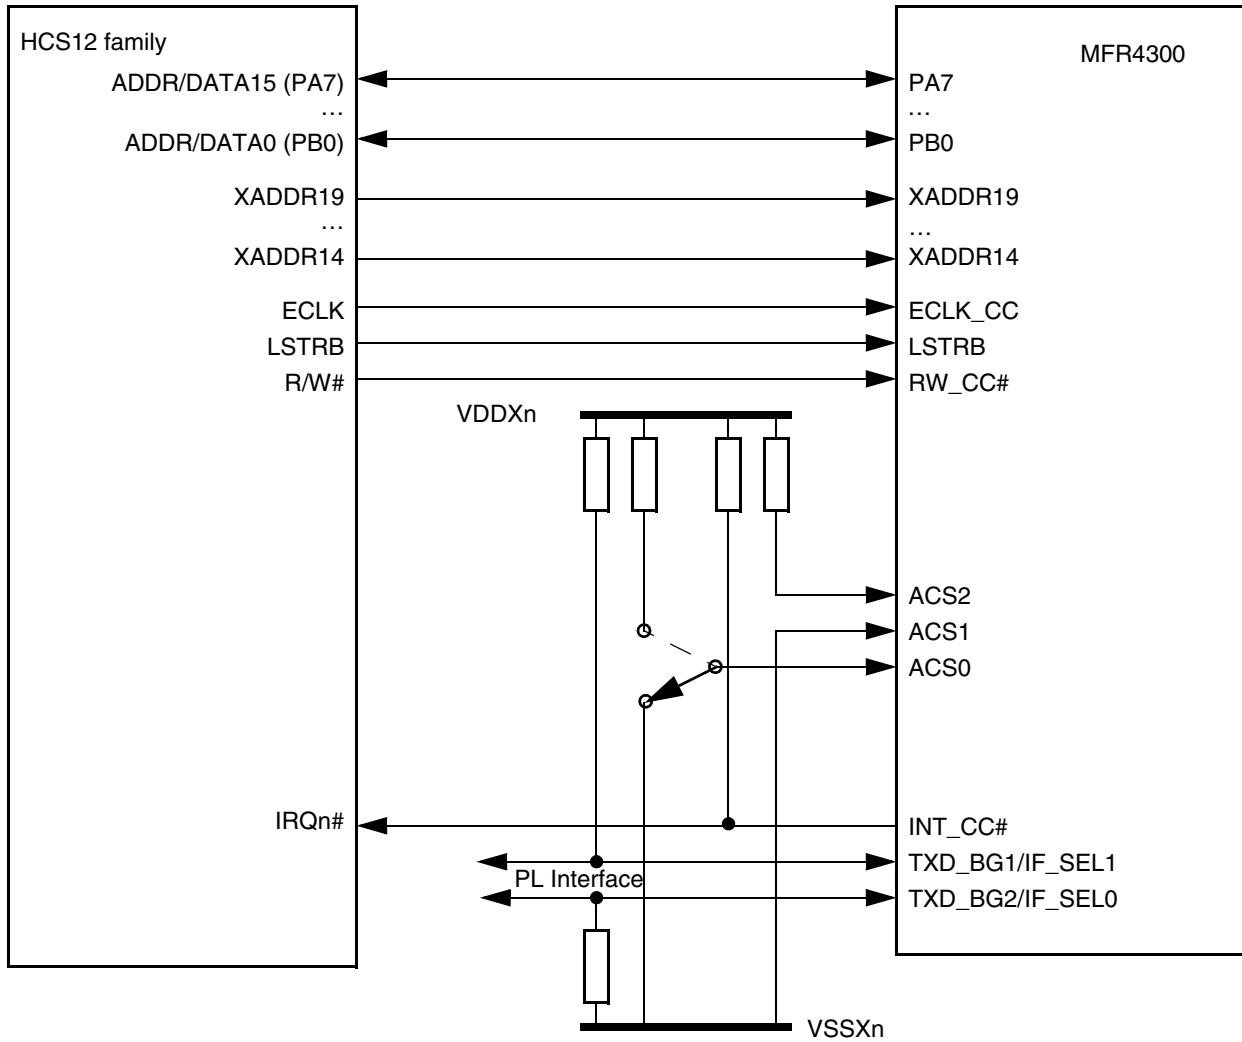 HCS12 family
MFR4300
ADDR/DATA15 (PA7)
PA7
...
...
ADDR/DATA0 (PB0)
PB0
XADDR19
XADDR19
...
...
XADDR14
XADDR14
ECLK
ECLK_CC
LSTRB
LSTRB
R/W#
RW_CC#
VDDXn
ACS2
ACS1
ACS0
IRQn#
INT_CC#
TXD_BG1/IF_SEL1
PL Interface
TXD_BG2/IF_SEL0
VSSXn